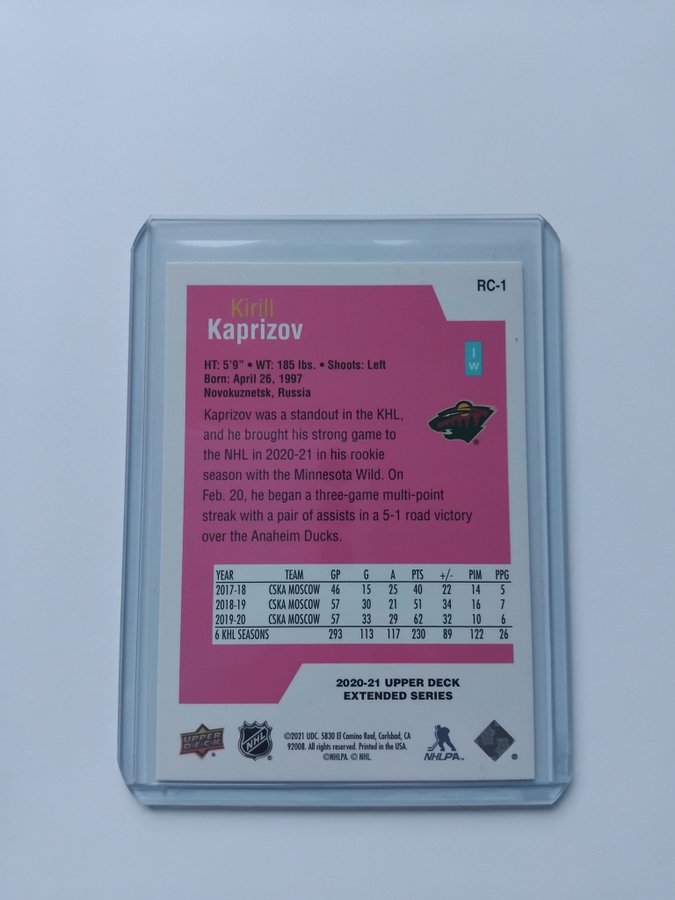 RC-1
Kirill
Kaprizov
l
w
HT: 5'9" • WT: 185 lbs. • Shoots: Left
Born: April 26, 1997
Novokuznetsk, Russia
Kaprizov was a standout in the KHL,
and he brought his strong game to
the NHL in 2020-21 in his rookie
season with the Minnesota Wild. On
Feb. 20, he began a three-game multi-point
streak with a pair of assists in a 5-1 road victory
over the Anaheim Ducks.
YEAR TEAM GP G A PTS +/- PIM PPG
2017-18 CSKA MOSCOW 46 15 25 40 22 14 5
2018-19 CSKA MOSCOW 57 30 21 51 34 16 7
2019-20 CSKA MOSCOW 57 33 29 62 32 10 6
6 KHL SEASONS 293 113 117 230 89 122 26
2020-21 UPPER DECK
EXTENDED SERIES
UPPER
DECK
®
NHL
©2021 UDC. 5830 El Camino Real, Carlsbad, CA
92008. All rights reserved. Printed in the USA.
©NHLPA. © NHL.
NHLPA™
®